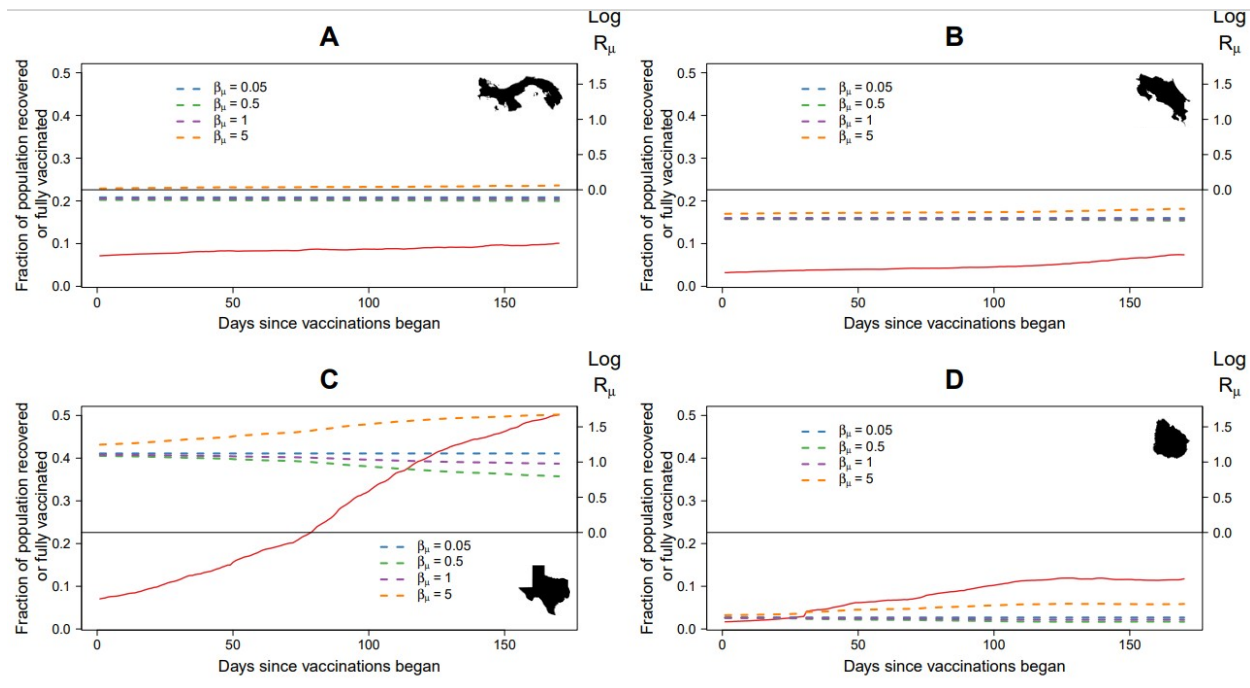 A
Log
Rμ
Fraction of population recovered
or fully vaccinated
0.5
0.4
0.3
0.2
0.1
0.0
βμ = 0.05
βμ = 0.5
βμ = 1
βμ = 5
1.5
1.0
0.5
0.0
0 50 100 150
Days since vaccinations began
B
Log
Rμ
Fraction of population recovered
or fully vaccinated
0.5
0.4
0.3
0.2
0.1
0.0
βμ = 0.05
βμ = 0.5
βμ = 1
βμ = 5
1.5
1.0
0.5
0.0
0 50 100 150
Days since vaccinations began
C
Log
Rμ
Fraction of population recovered
or fully vaccinated
0.5
0.4
0.3
0.2
0.1
0.0
βμ = 0.05
βμ = 0.5
βμ = 1
βμ = 5
1.5
1.0
0.5
0.0
0 50 100 150
Days since vaccinations began
D
Log
Rμ
Fraction of population recovered
or fully vaccinated
0.5
0.4
0.3
0.2
0.1
0.0
βμ = 0.05
βμ = 0.5
βμ = 1
βμ = 5
1.5
1.0
0.5
0.0
0 50 100 150
Days since vaccinations began